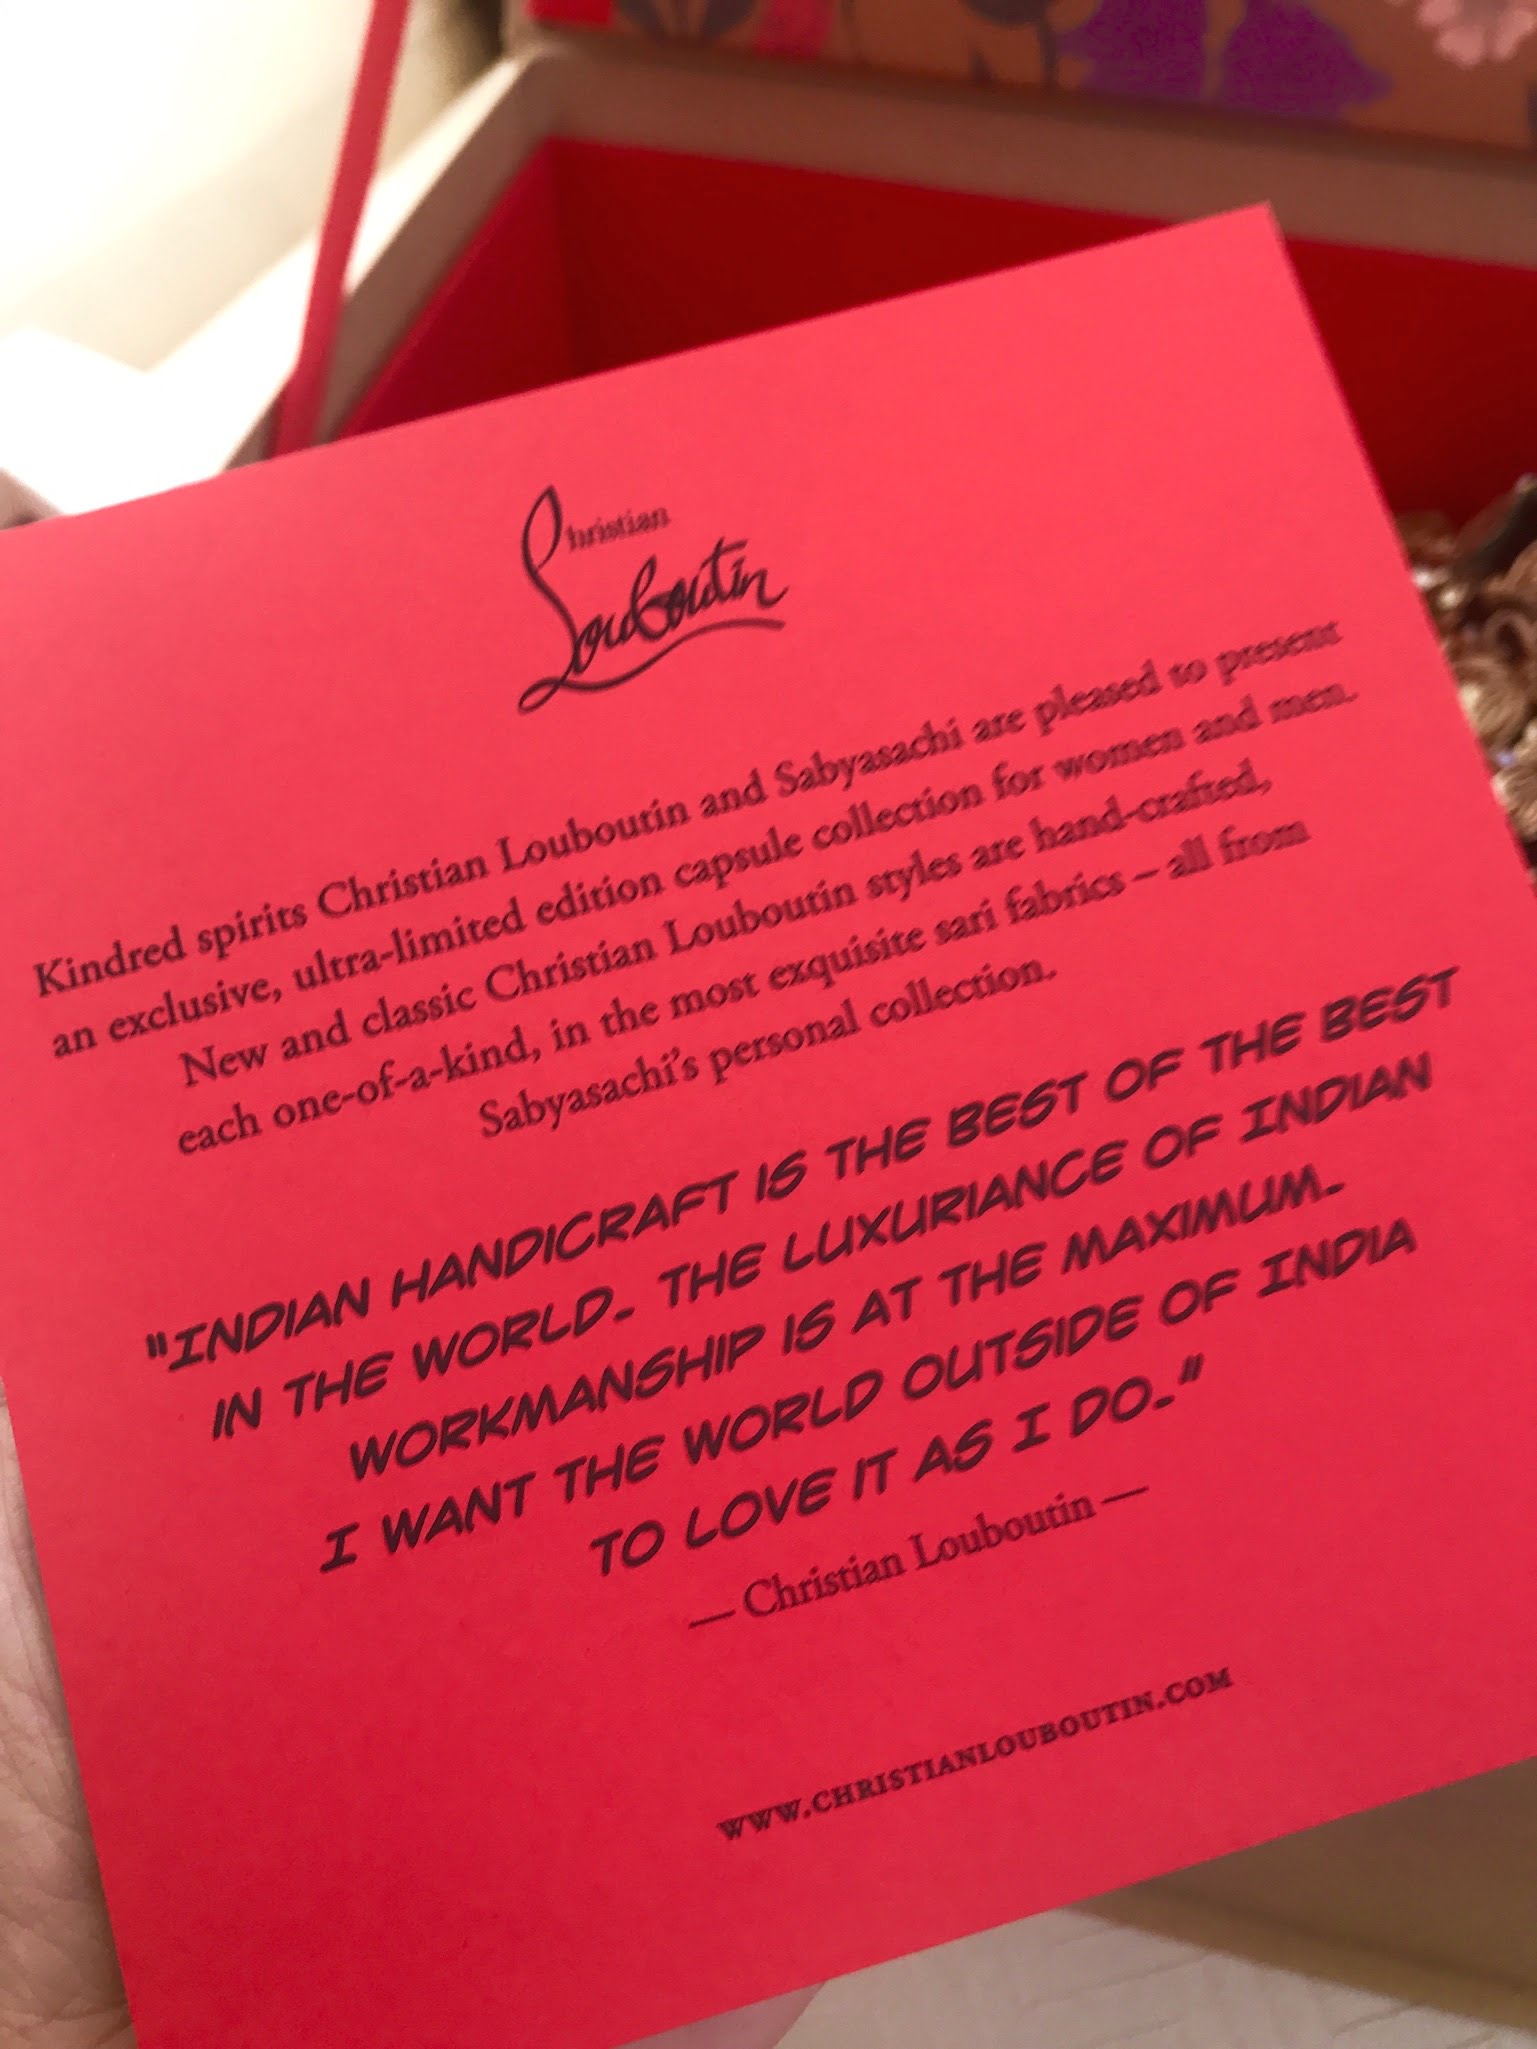 Christian
Louboutin
Kindred spirits Christian Louboutin and Sabyasachi are pleased to present
an exclusive, ultra-limited edition capsule collection for women and men.
New and classic Christian Louboutin styles are hand-crafted,
each one-of-a-kind, in the most exquisite sari fabrics – all from
Sabyasachi's personal collection.
"INDIAN HANDICRAFT IS THE BEST OF THE BEST
IN THE WORLD. THE LUXURIANCE OF INDIAN
WORKMANSHIP IS AT THE MAXIMUM.
I WANT THE WORLD OUTSIDE OF INDIA
TO LOVE IT AS I DO."
— Christian Louboutin —
WWW.CHRISTIANLOUBOUTIN.COM